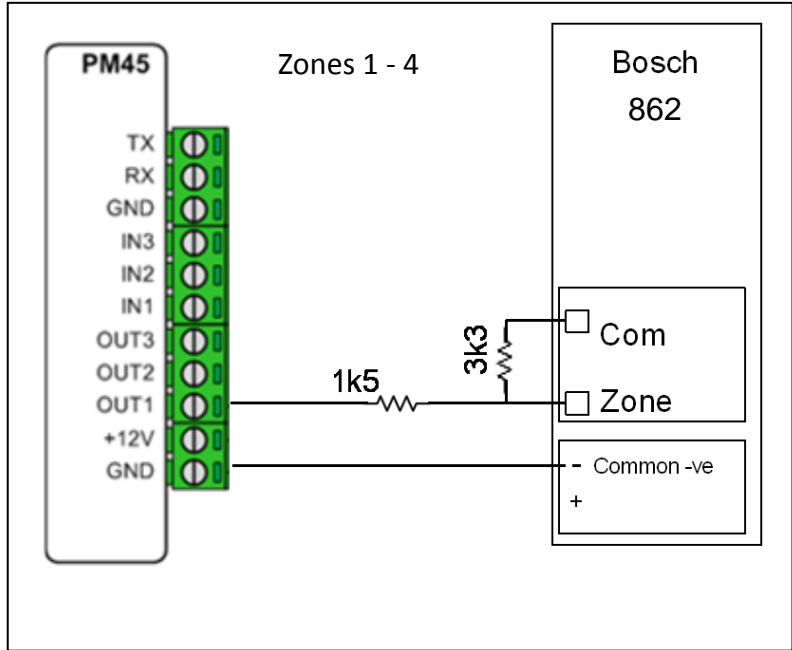 PM45
Zones 1 - 4
Bosch
862
TX
RX
GND
IN3
IN2
IN1
OUT3
OUT2
OUT1
+12V
GND
1k5
3k3
Com
Zone
- Common -ve
+